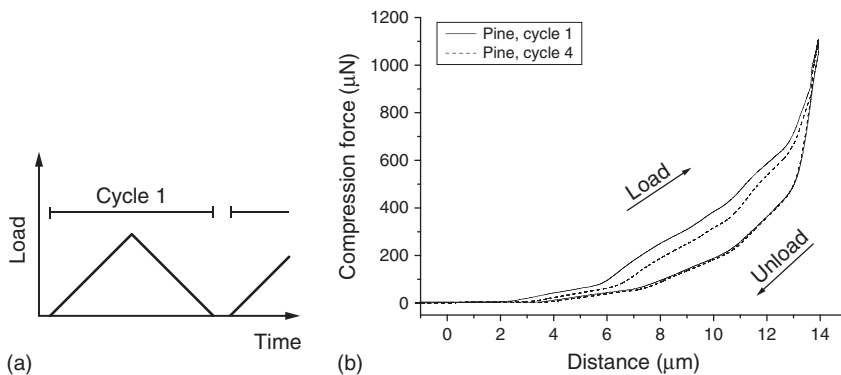 Load
Cycle 1
Time
(a)
Pine, cycle 1
Pine, cycle 4
Compression force (μN)
1200
1000
800
600
400
200
0
Load
Unload
0 2 4 6 8 10 12 14
Distance (μm)
(b)